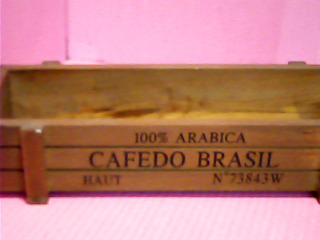 100% ARABICA
CAFEDO BRASIL
HAUT N°73843W